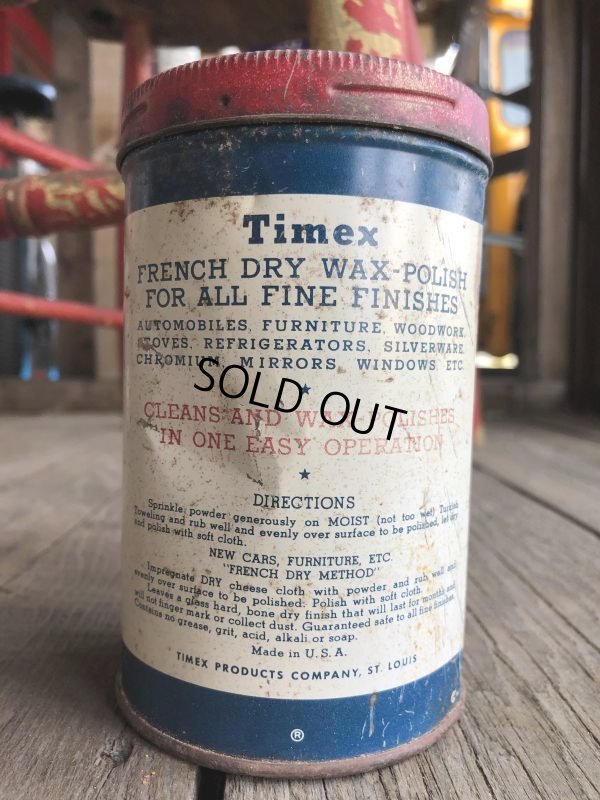 Timex
FRENCH DRY WAX-POLISH
FOR ALL FINE FINISHES
AUTOMOBILES, FURNITURE, WOODWORK,
STOVES, REFRIGERATORS, SILVERWARE,
CHROMIUM, MIRRORS, WINDOWS, ETC.
SOLD OUT
CLEANS AND WAX-POLISHES
IN ONE EASY OPERATION
DIRECTIONS
Sprinkle powder generously on MOIST (not too wet) Turkish
Toweling and rub well and evenly over surface to be polished, let dry
and polish with soft cloth.
NEW CARS, FURNITURE, ETC.
"FRENCH DRY METHOD"
Impregnate DRY cheese cloth with powder and rub well and
evenly over surface to be polished. Polish with soft cloth.
Leaves a glass hard, bone dry finish that will last for months and
will not finger mark or collect dust. Guaranteed safe to all fine finishes.
Contains no grease, grit, acid, alkali or soap.
Made in U.S.A.
TIMEX PRODUCTS COMPANY, ST. LOUIS
®